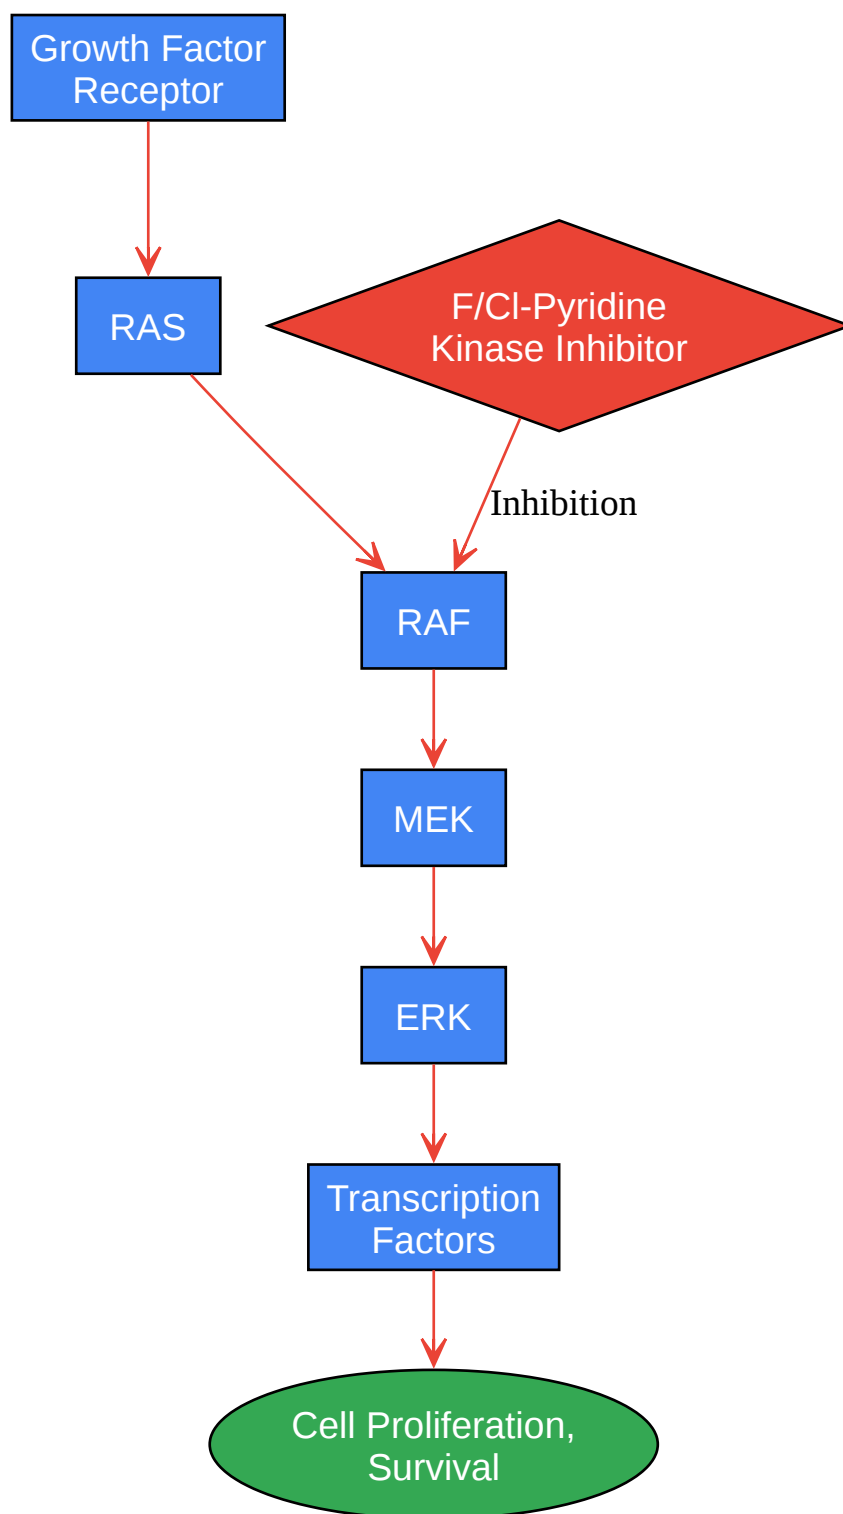 Growth Factor
Receptor
RAS
F/Cl-Pyridine
Kinase Inhibitor
Inhibition
RAF
MEK
ERK
Transcription
Factors
Cell Proliferation,
Survival